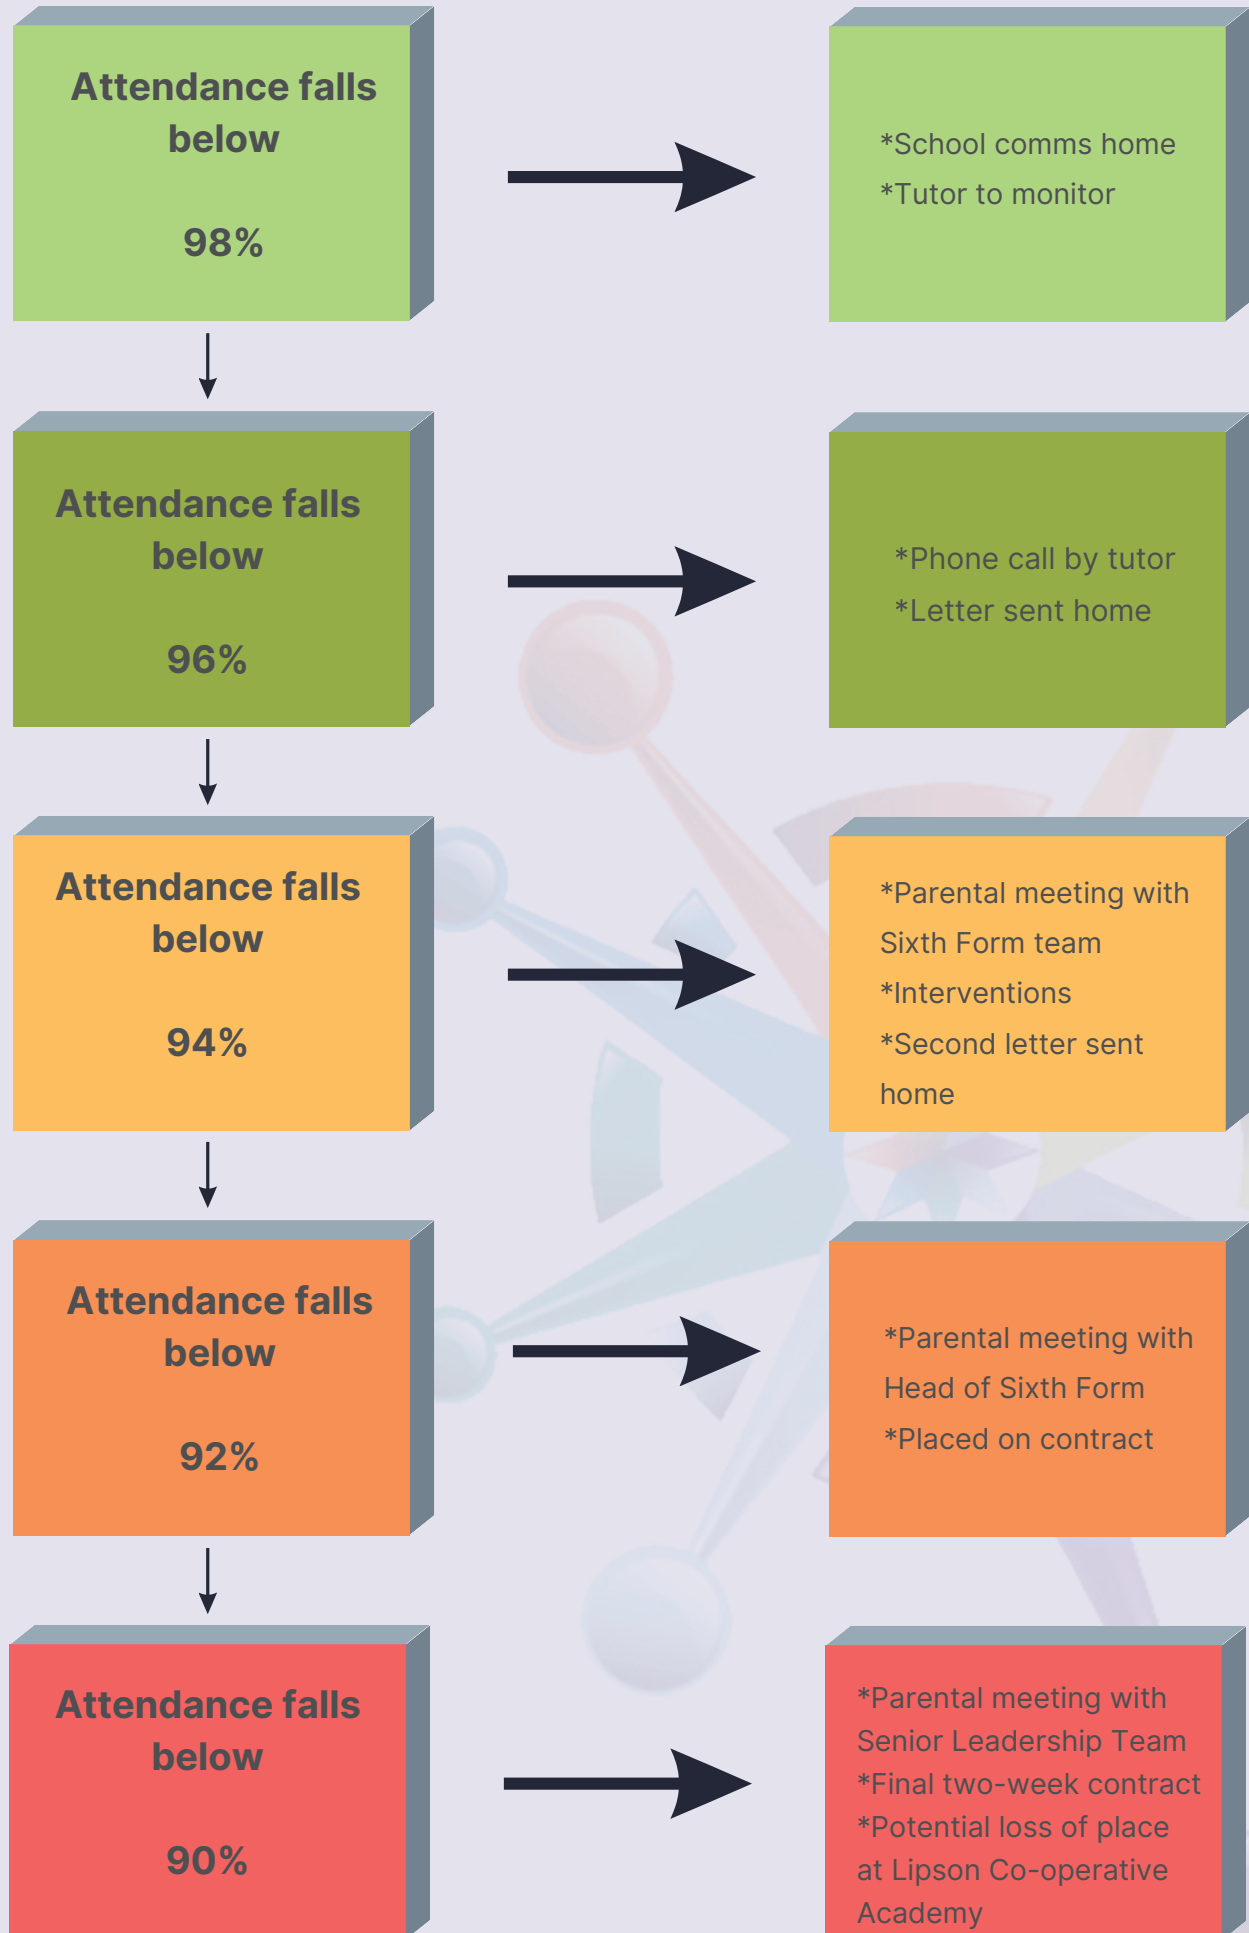 Attendance falls
below
98%
*School comms home
*Tutor to monitor
Attendance falls
below
96%
*Phone call by tutor
*Letter sent home
Attendance falls
below
94%
*Parental meeting with
Sixth Form team
*Interventions
*Second letter sent
home
Attendance falls
below
92%
*Parental meeting with
Head of Sixth Form
*Placed on contract
Attendance falls
below
90%
*Parental meeting with
Senior Leadership Team
*Final two-week contract
*Potential loss of place
at Lipson Co-operative
Academy